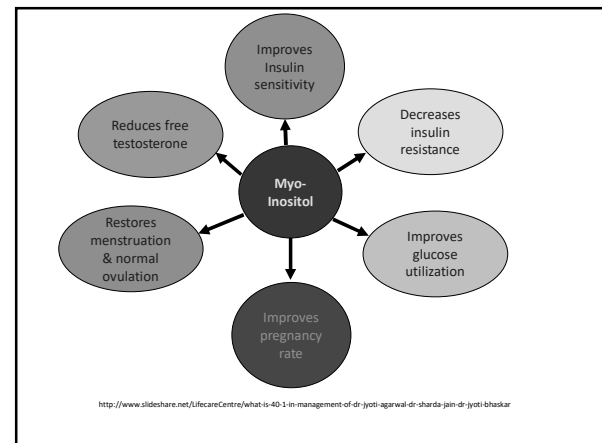 Improves
Insulin
sensitivity
Reduces free
testosterone
Decreases
insulin
resistance
Myo-
Inositol
Restores
menstruation
& normal
ovulation
Improves
glucose
utilization
Improves
pregnancy
rate
http://www.slideshare.net/LifecareCentre/what-is-40-1-in-management-of-dr-jyoti-agarwal-dr-sharda-jain-dr-jyoti-bhaskar